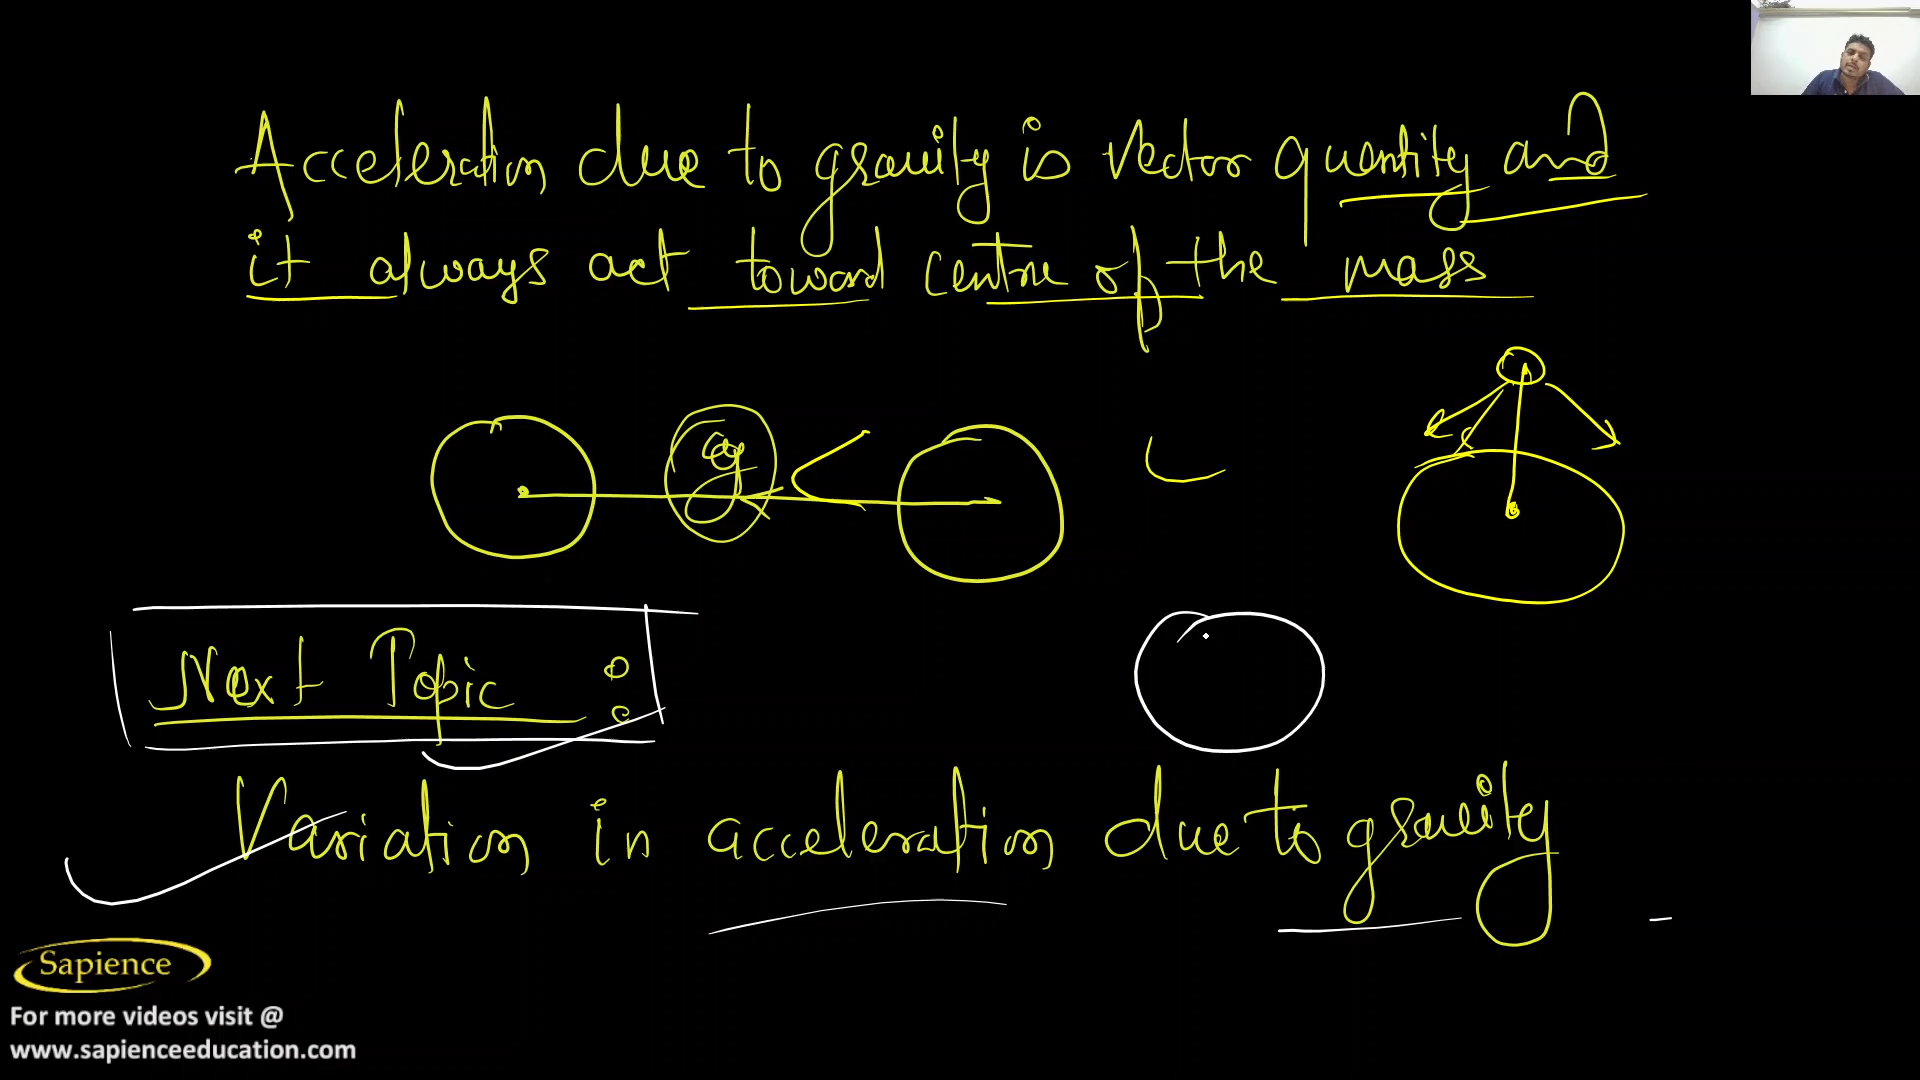 Acceleration due to gravity is vector quantity and
it always act toward centre of the mass
g
Next Topic :
Variation in acceleration due to gravity
Sapience
For more videos visit @
www.sapienceeducation.com